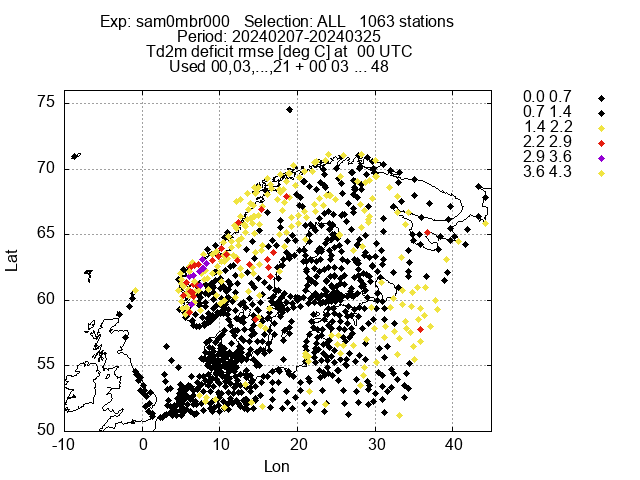 Exp: sam0mbr000   Selection: ALL   1063 stations
Period: 20240207-20240325
Td2m deficit rmse [deg C] at  00 UTC
Used 00,03,...,21 + 00 03 ... 48
0.0 0.7
0.7 1.4
1.4 2.2
2.2 2.9
2.9 3.6
3.6 4.3
75
70
65
60
55
50
Lat
-10 0 10 20 30 40
Lon